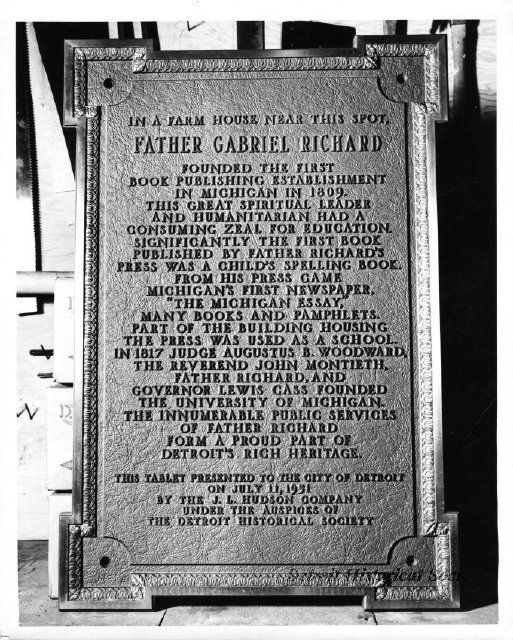 IN A FARM HOUSE NEAR THIS SPOT,
FATHER GABRIEL RICHARD
FOUNDED THE FIRST
BOOK PUBLISHING ESTABLISHMENT
IN MICHIGAN IN 1809.
THIS GREAT SPIRITUAL LEADER
AND HUMANITARIAN HAD A
CONSUMING ZEAL FOR EDUCATION.
SIGNIFICANTLY THE FIRST BOOK
PUBLISHED BY FATHER RICHARD'S
PRESS WAS A CHILD'S SPELLING BOOK.
FROM HIS PRESS CAME
MICHIGAN'S FIRST NEWSPAPER,
"THE MICHIGAN ESSAY,"
MANY BOOKS AND PAMPHLETS.
PART OF THE BUILDING HOUSING
THE PRESS WAS USED AS A SCHOOL.
IN 1817 JUDGE AUGUSTUS B. WOODWARD,
THE REVEREND JOHN MONTIETH,
FATHER RICHARD, AND
GOVERNOR LEWIS CASS FOUNDED
THE UNIVERSITY OF MICHIGAN.
THE INNUMERABLE PUBLIC SERVICES
OF FATHER RICHARD
FORM A PROUD PART OF
DETROIT'S RICH HERITAGE.
THIS TABLET PRESENTED TO THE CITY OF DETROIT
ON JULY 11, 1951
BY THE J. L. HUDSON COMPANY
UNDER THE AUSPICES OF
THE DETROIT HISTORICAL SOCIETY
Detroit Historical Soc